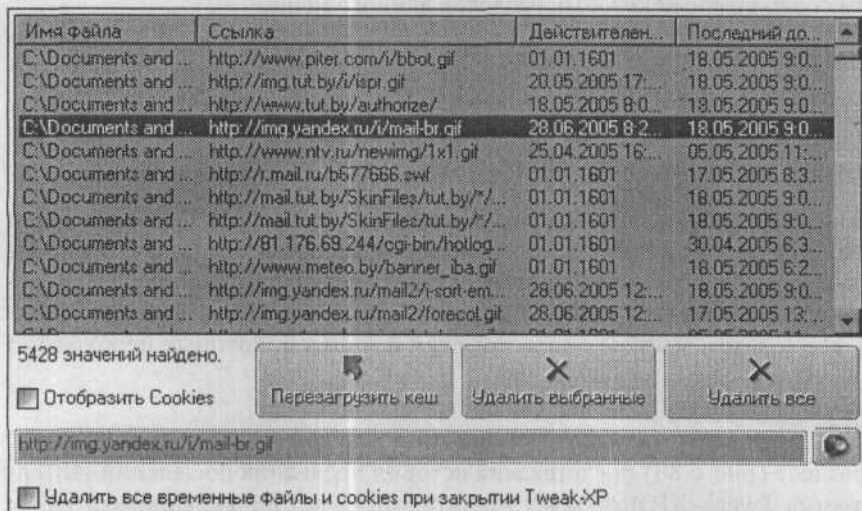 Имя файла Ссылка Действителен... Последний до...
C:\Documents and ... http://www.piter.com/i/bbot.gif 01.01.1601 18.05.2005 9:0...
C:\Documents and ... http://img.tut.by/i/ispr.gif 20.05.2005 17:... 18.05.2005 9:0...
C:\Documents and ... http://www.tut.by/authorize/ 18.05.2005 8:0... 18.05.2005 9:0...
C:\Documents and ... http://img.yandex.ru/i/mail-br.gif 28.06.2005 8:2... 18.05.2005 9:0...
C:\Documents and ... http://www.ntv.ru/newimg/1x1.gif 25.04.2005 16:... 05.05.2005 11:...
C:\Documents and ... http://r.mail.ru/b677666.swf 01.01.1601 17.05.2005 8:3...
C:\Documents and ... http://mail.tut.by/SkinFiles/tut.by/*/... 01.01.1601 18.05.2005 9:0...
C:\Documents and ... http://mail.tut.by/SkinFiles/tut.by/*/... 01.01.1601 18.05.2005 9:0...
C:\Documents and ... http://81.176.69.244/cgi-bin/hotlog... 01.01.1601 30.04.2005 6:3...
C:\Documents and ... http://www.meteo.by/banner_iba.gif 01.01.1601 18.05.2005 6:2...
C:\Documents and ... http://img.yandex.ru/mail2/i-sort-em... 28.06.2005 12:... 18.05.2005 9:0...
C:\Documents and ... http://img.yandex.ru/mail2/forecol.gif 28.06.2005 12:... 17.05.2005 13:...
5428 значений найдено.
Отобразить Cookies
Перезагрузить кеш Удалить выбранные Удалить все
http://img.yandex.ru/i/mail-br.gif
Удалить все временные файлы и cookies при закрытии Tweak-XP